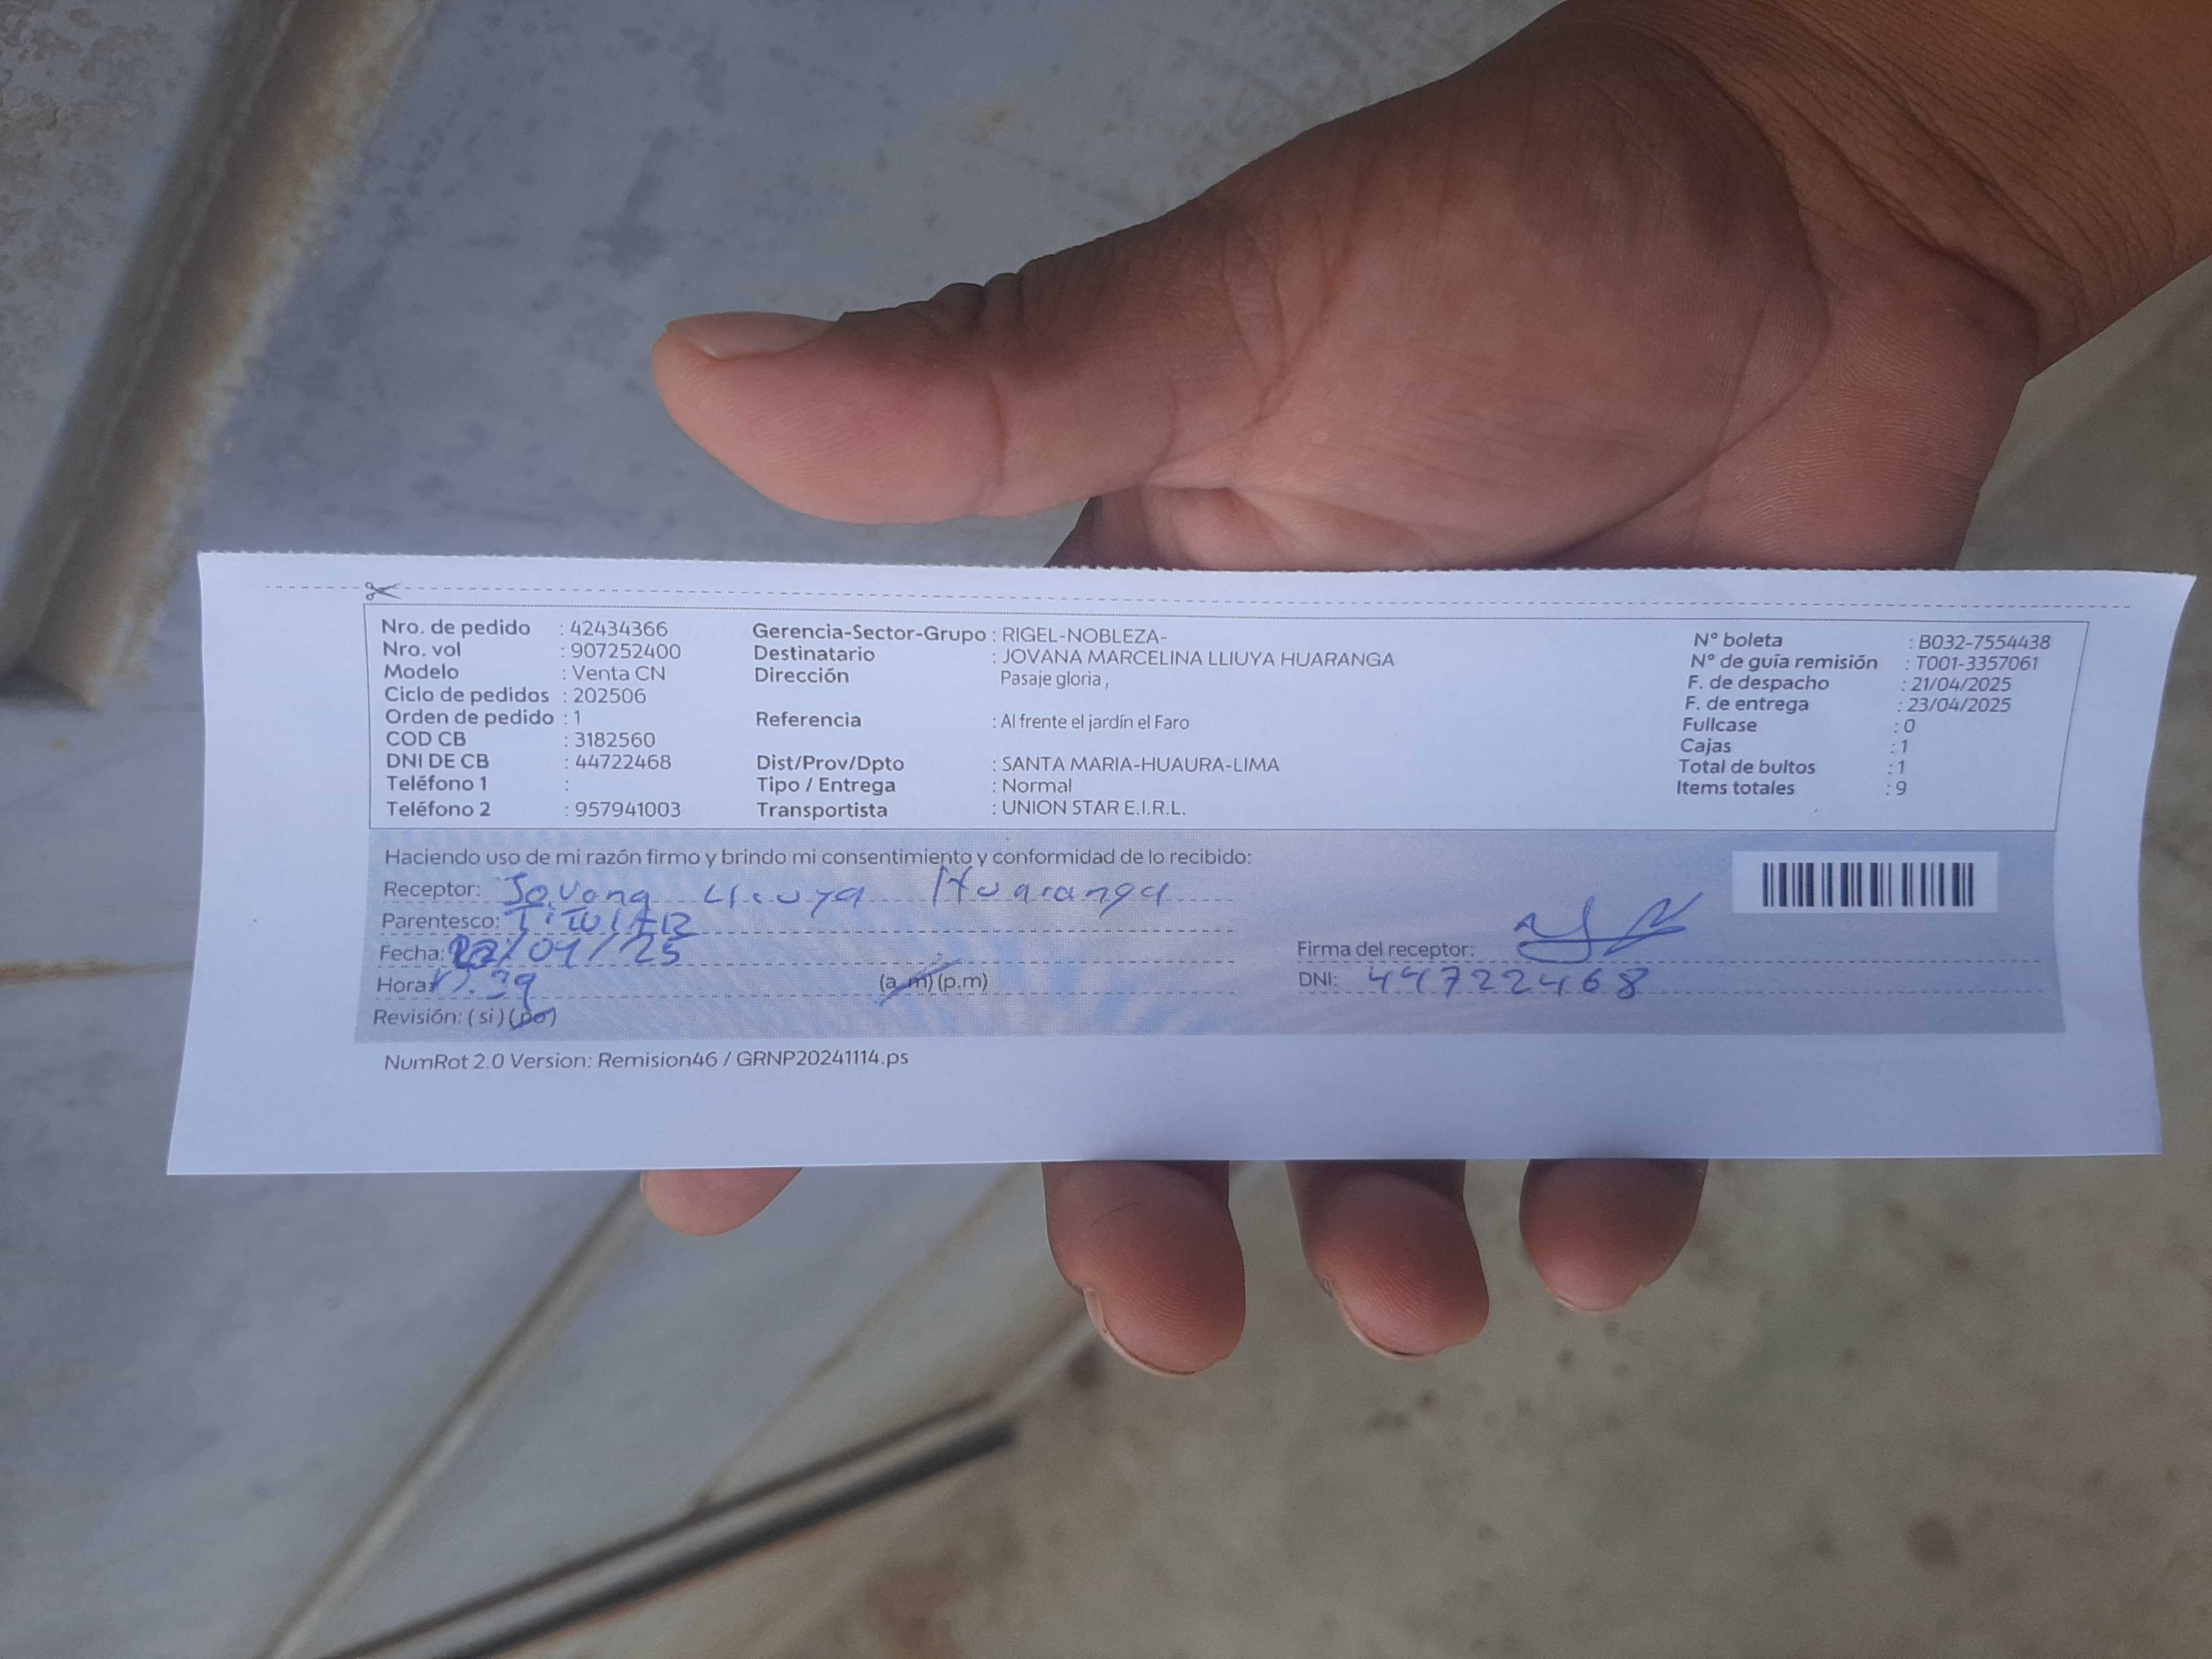 Nro. de pedido : 42434366
Nro. vol : 907252400
Modelo : Venta CN
Ciclo de pedidos : 202506
Orden de pedido : 1
COD CB : 3182560
DNI DE CB : 44722468
Teléfono 1 :
Teléfono 2 : 957941003
Gerencia-Sector-Grupo : RIGEL-NOBLEZA-
Destinatario : JOVANA MARCELINA LLIUYA HUARANGA
Dirección Pasaje gloria ,
Referencia : Al frente el jardín el Faro
Dist/Prov/Dpto : SANTA MARIA-HUAURA-LIMA
Tipo / Entrega : Normal
Transportista : UNION STAR E.I.R.L.
N° boleta : B032-7554438
N° de guía remisión : T001-3357061
F. de despacho : 21/04/2025
F. de entrega : 23/04/2025
Fullcase : 0
Cajas : 1
Total de bultos : 1
Items totales : 9
Haciendo uso de mi razón firmo y brindo mi consentimiento y conformidad de lo recibido:
Receptor: Jovana Lliuya Huaranga
Parentesco: TiTUlAR
Fecha: /04/25
Hora: (a.m) (p.m)
Revisión: ( si ) (no)
Firma del receptor:
DNI: 44722468
NumRot 2.0 Version: Remision46 / GRNP20241114.ps